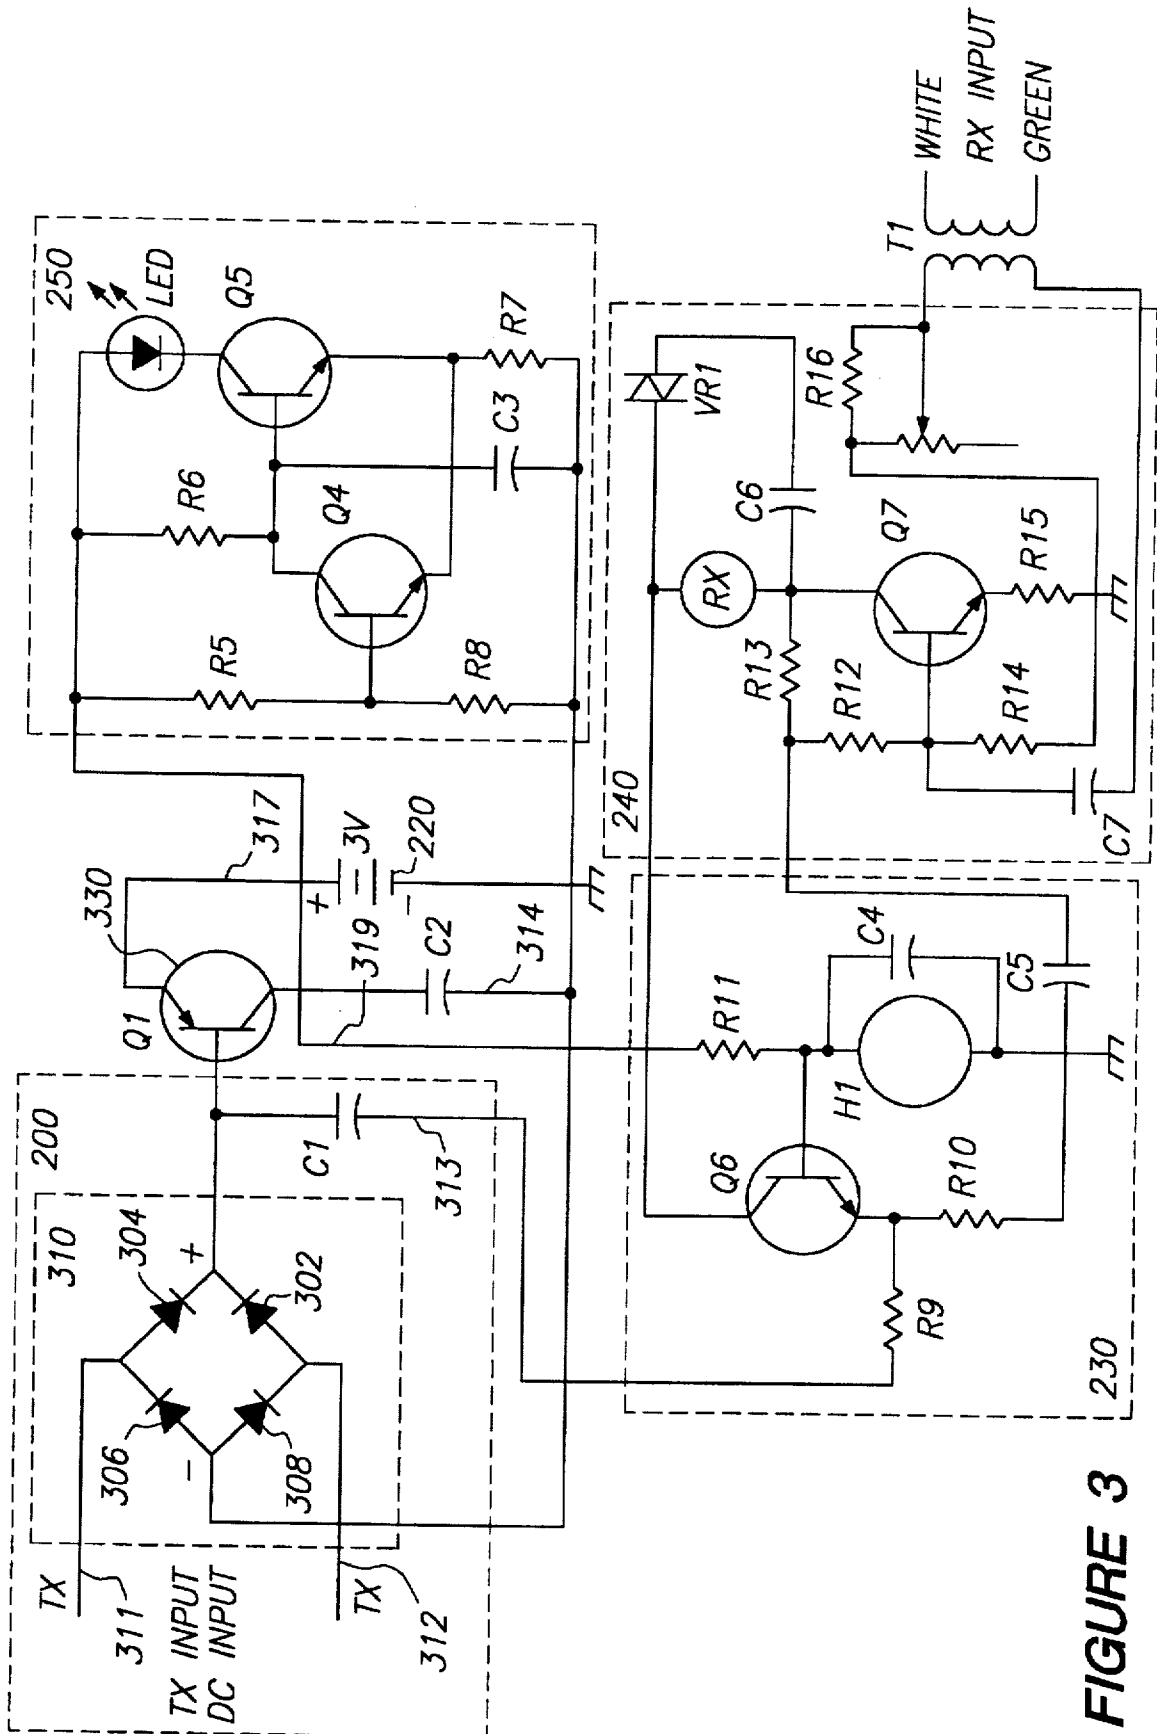 TX
311
TX INPUT
DC INPUT
TX
312
306
-
308
310
304
+
302
200
C1
313
Q1
330
317
319
+
3V
-
220
C2
314
250
LED
Q5
R6
Q4
R5
R8
C3
R7
240
VR1
RX
C6
R13
R12
Q7
R14
R15
R16
C7
T1
WHITE
RX INPUT
GREEN
R11
C4
H1
C5
Q6
R10
R9
230
FIGURE 3